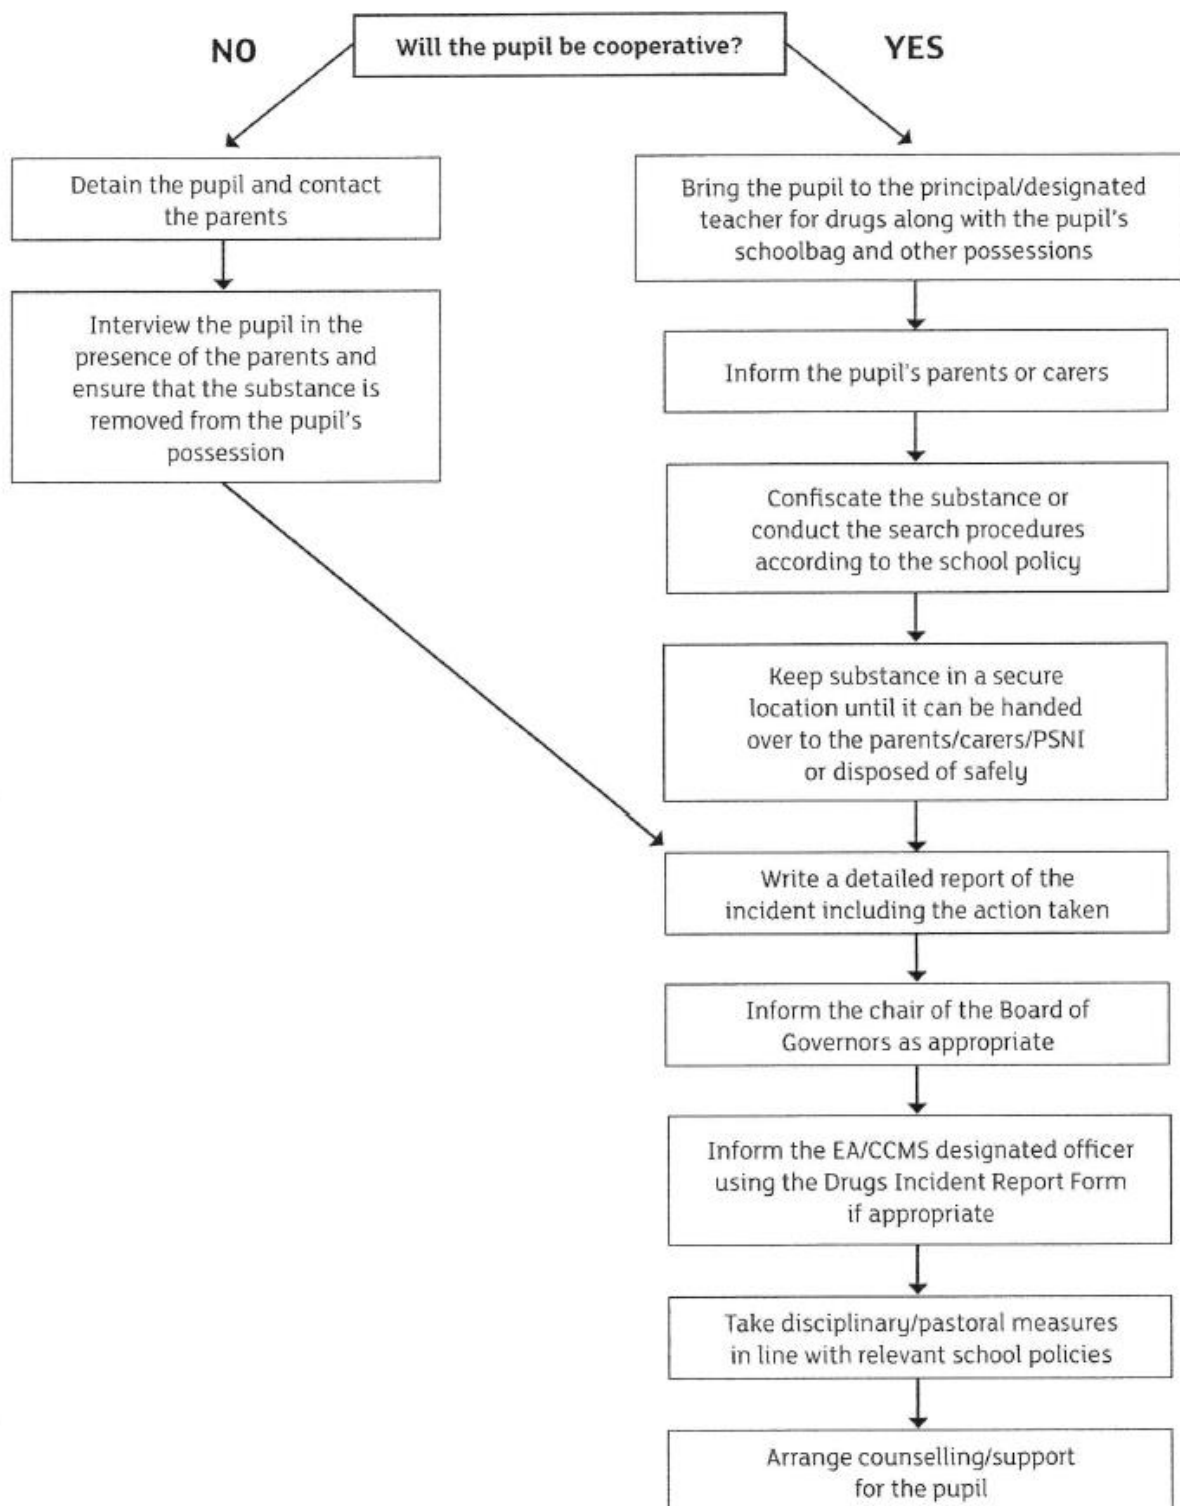 NO
Will the pupil be cooperative?
YES
Detain the pupil and contact
the parents
Interview the pupil in the
presence of the parents and
ensure that the substance is
removed from the pupil's
possession
Bring the pupil to the principal/designated
teacher for drugs along with the pupil's
schoolbag and other possessions
Inform the pupil's parents or carers
Confiscate the substance or
conduct the search procedures
according to the school policy
Keep substance in a secure
location until it can be handed
over to the parents/carers/PSNI
or disposed of safely
Write a detailed report of the
incident including the action taken
Inform the chair of the Board of
Governors as appropriate
Inform the EA/CCMS designated officer
using the Drugs Incident Report Form
if appropriate
Take disciplinary/pastoral measures
in line with relevant school policies
Arrange counselling/support
for the pupil